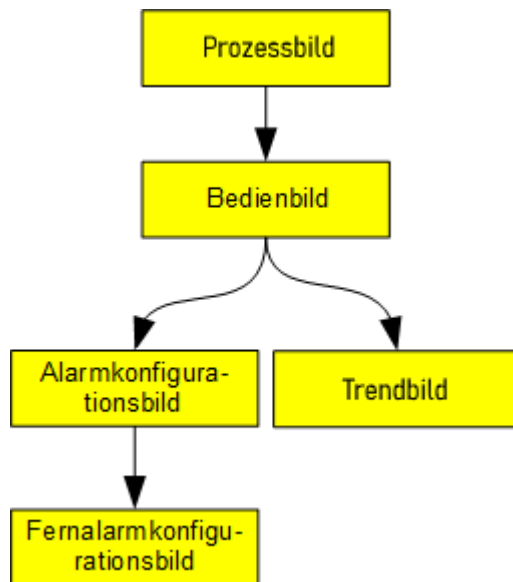 Prozessbild
Bedienbild
Alarmkonfigura-
tionsbild
Trendbild
Fernalarmkonfigu-
rationsbild